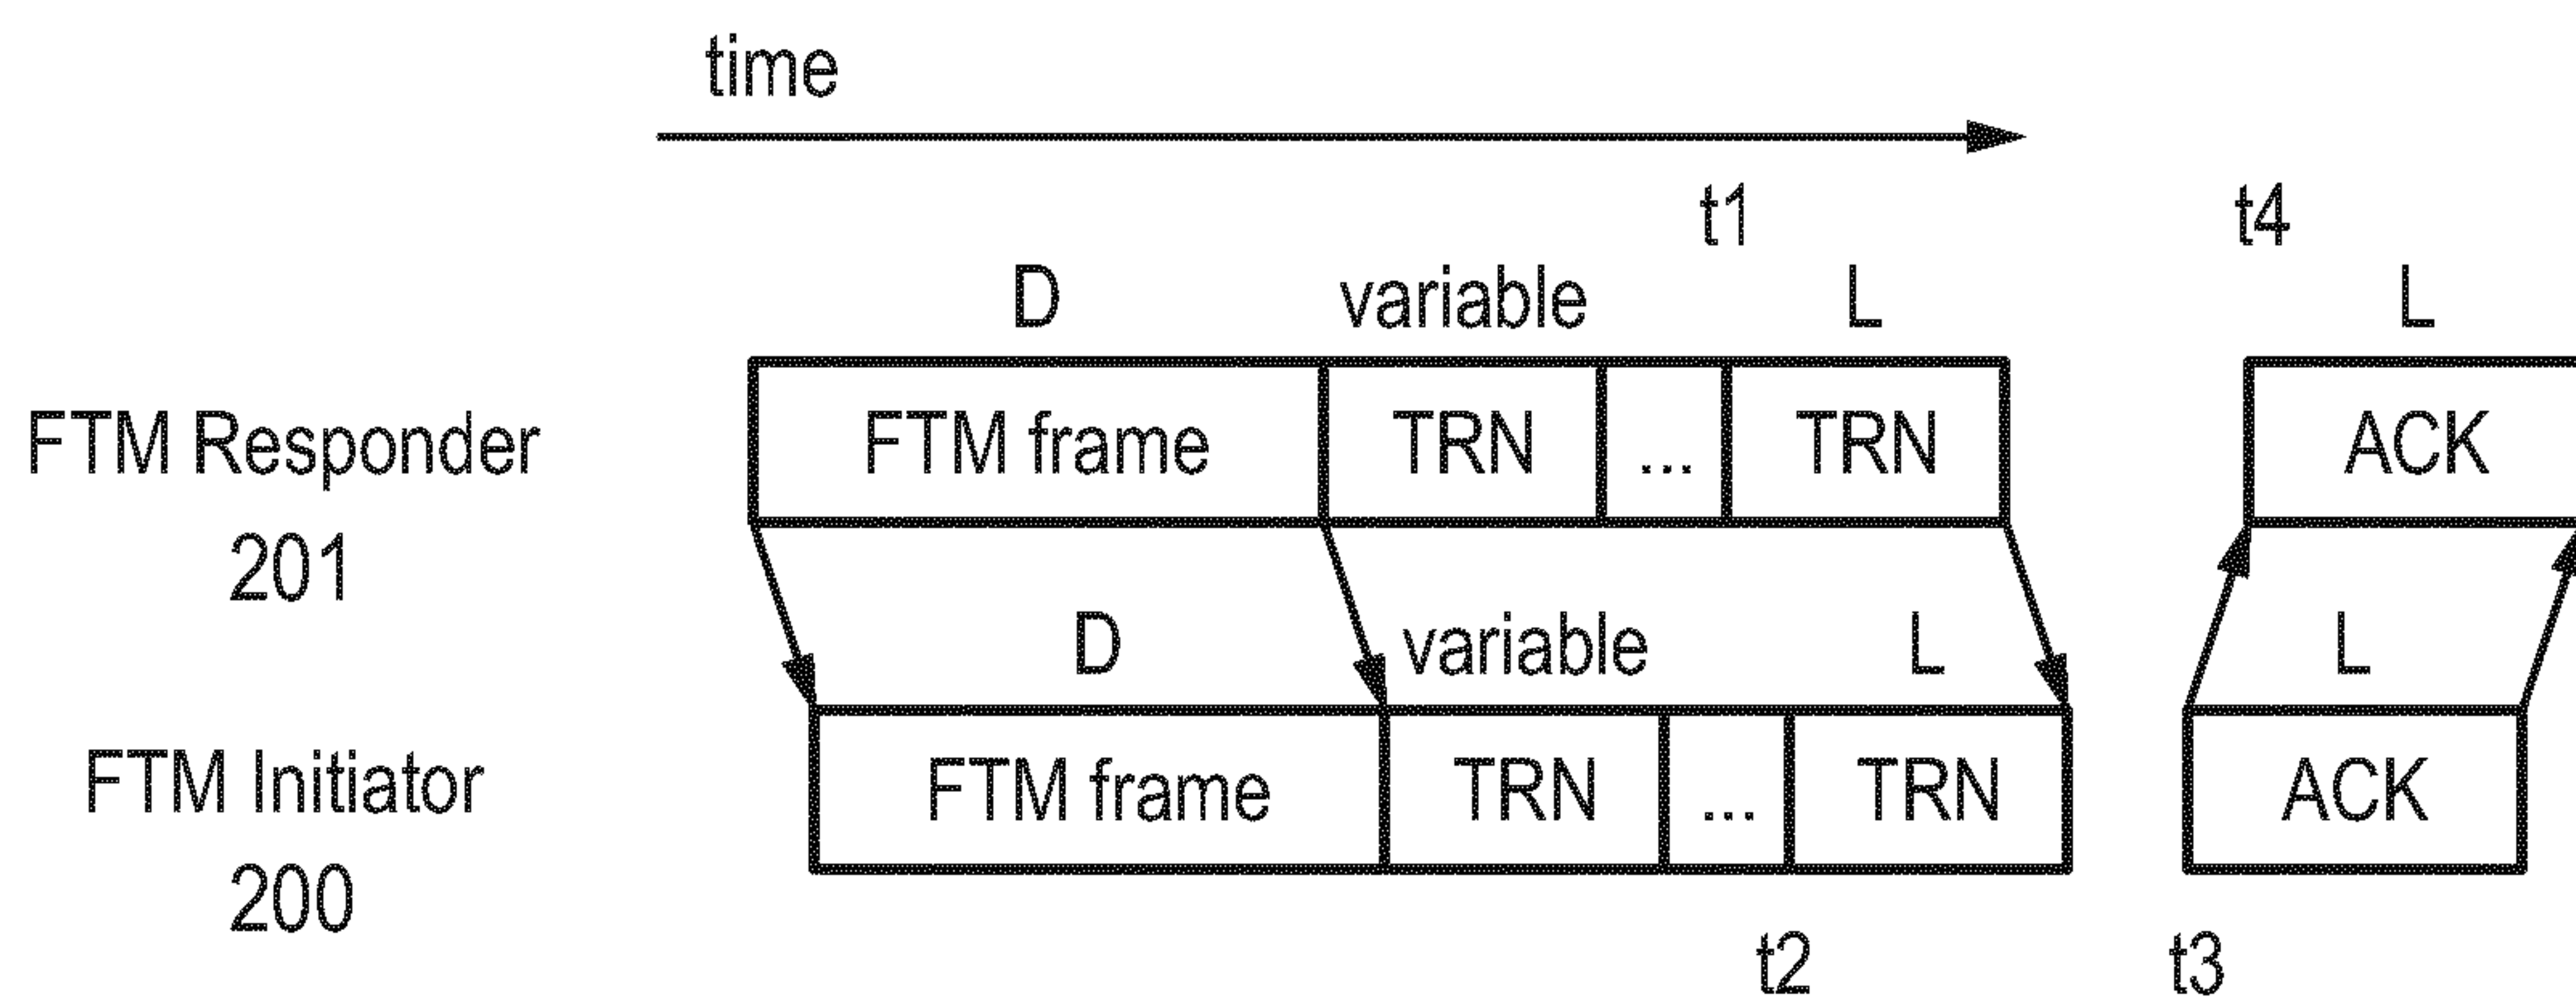 time
t1 t4
D variable L L
FTM Responder FTM frame TRN ... TRN ACK
201
D variable L L
FTM Initiator FTM frame TRN ... TRN ACK
200
t2 t3